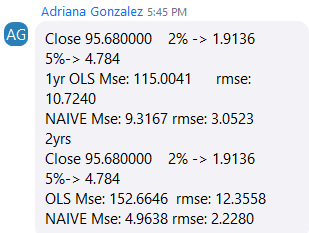 Adriana Gonzalez 5:45 PM
AG
Close 95.680000 2% -> 1.9136
5%-> 4.784
1yr OLS Mse: 115.0041 rmse:
10.7240
NAIVE Mse: 9.3167 rmse: 3.0523
2yrs
Close 95.680000 2% -> 1.9136
5%-> 4.784
OLS Mse: 152.6646 rmse: 12.3558
NAIVE Mse: 4.9638 rmse: 2.2280